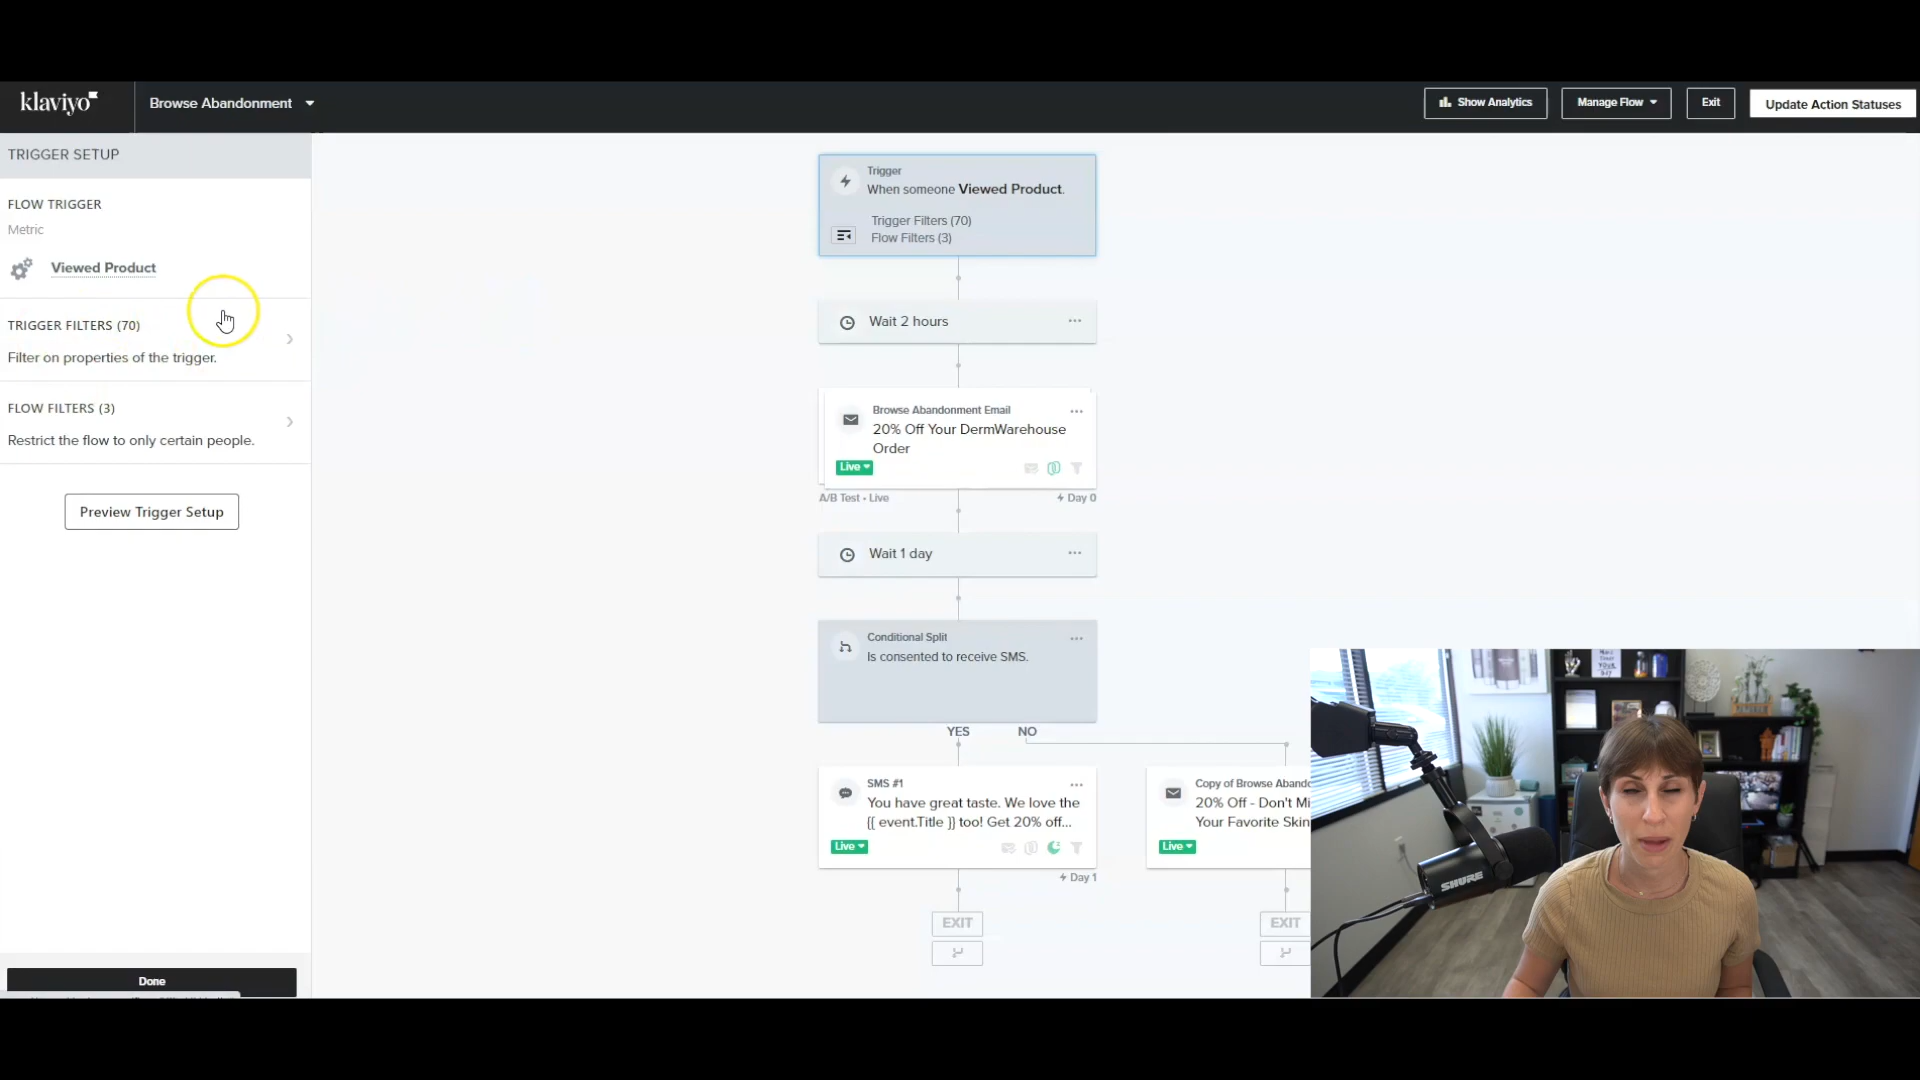 klaviyo
Browse Abandonment
Show Analytics
Manage Flow
Exit
Update Action Statuses
TRIGGER SETUP
FLOW TRIGGER
Metric
Viewed Product
TRIGGER FILTERS (70)
Filter on properties of the trigger.
FLOW FILTERS (3)
Restrict the flow to only certain people.
Preview Trigger Setup
Done
Trigger
When someone Viewed Product.
Trigger Filters (70)
Flow Filters (3)
Wait 2 hours
Browse Abandonment Email
20% Off Your DermWarehouse
Order
Live
A/B Test • Live
Day 0
Wait 1 day
Conditional Split
Is consented to receive SMS.
YES
NO
SMS #1
You have great taste. We love the
{{ event.Title }} too! Get 20% off...
Live
Day 1
EXIT
Copy of Browse Aband
20% Off - Don't Mi
Your Favorite Skin
Live
EXIT
SHURE